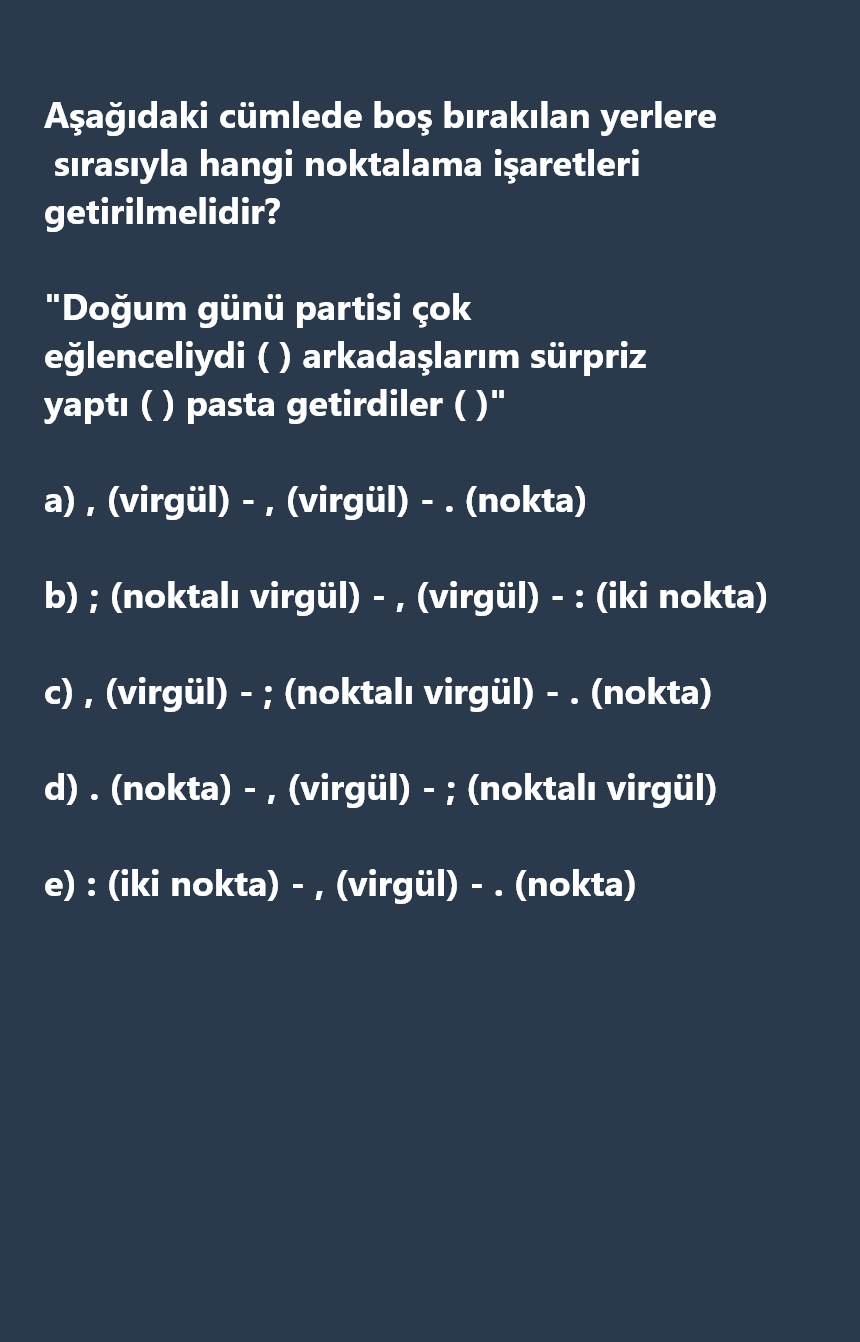 Aşağıdaki cümlede boş bırakılan yerlere
sırasıyla hangi noktalama işaretleri
getirilmelidir?
"Doğum günü partisi çok
eğlenceliydi ( ) arkadaşlarım sürpriz
yaptı ( ) pasta getirdiler ( )"
a) , (virgül) - , (virgül) - . (nokta)
b) ; (noktalı virgül) - , (virgül) - : (iki nokta)
c) , (virgül) - ; (noktalı virgül) - . (nokta)
d) . (nokta) - , (virgül) - ; (noktalı virgül)
e) : (iki nokta) - , (virgül) - . (nokta)